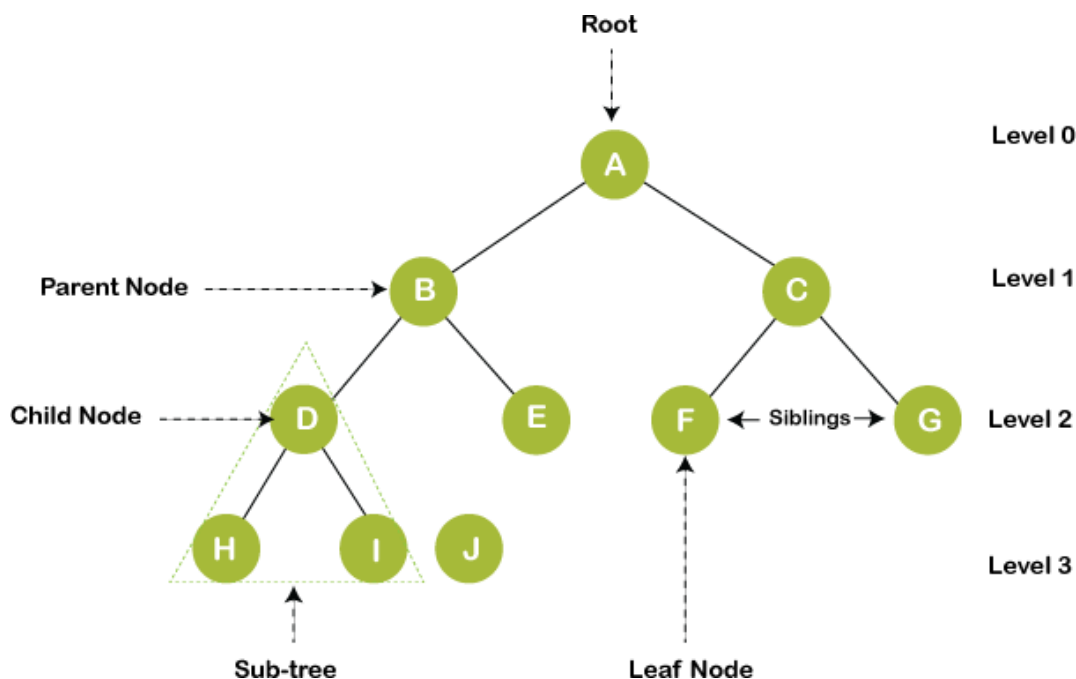 Root
Level 0
A
Level 1
Parent Node
B
C
Child Node
D
E
F
Siblings
G
Level 2
H
I
J
Level 3
Sub-tree
Leaf Node